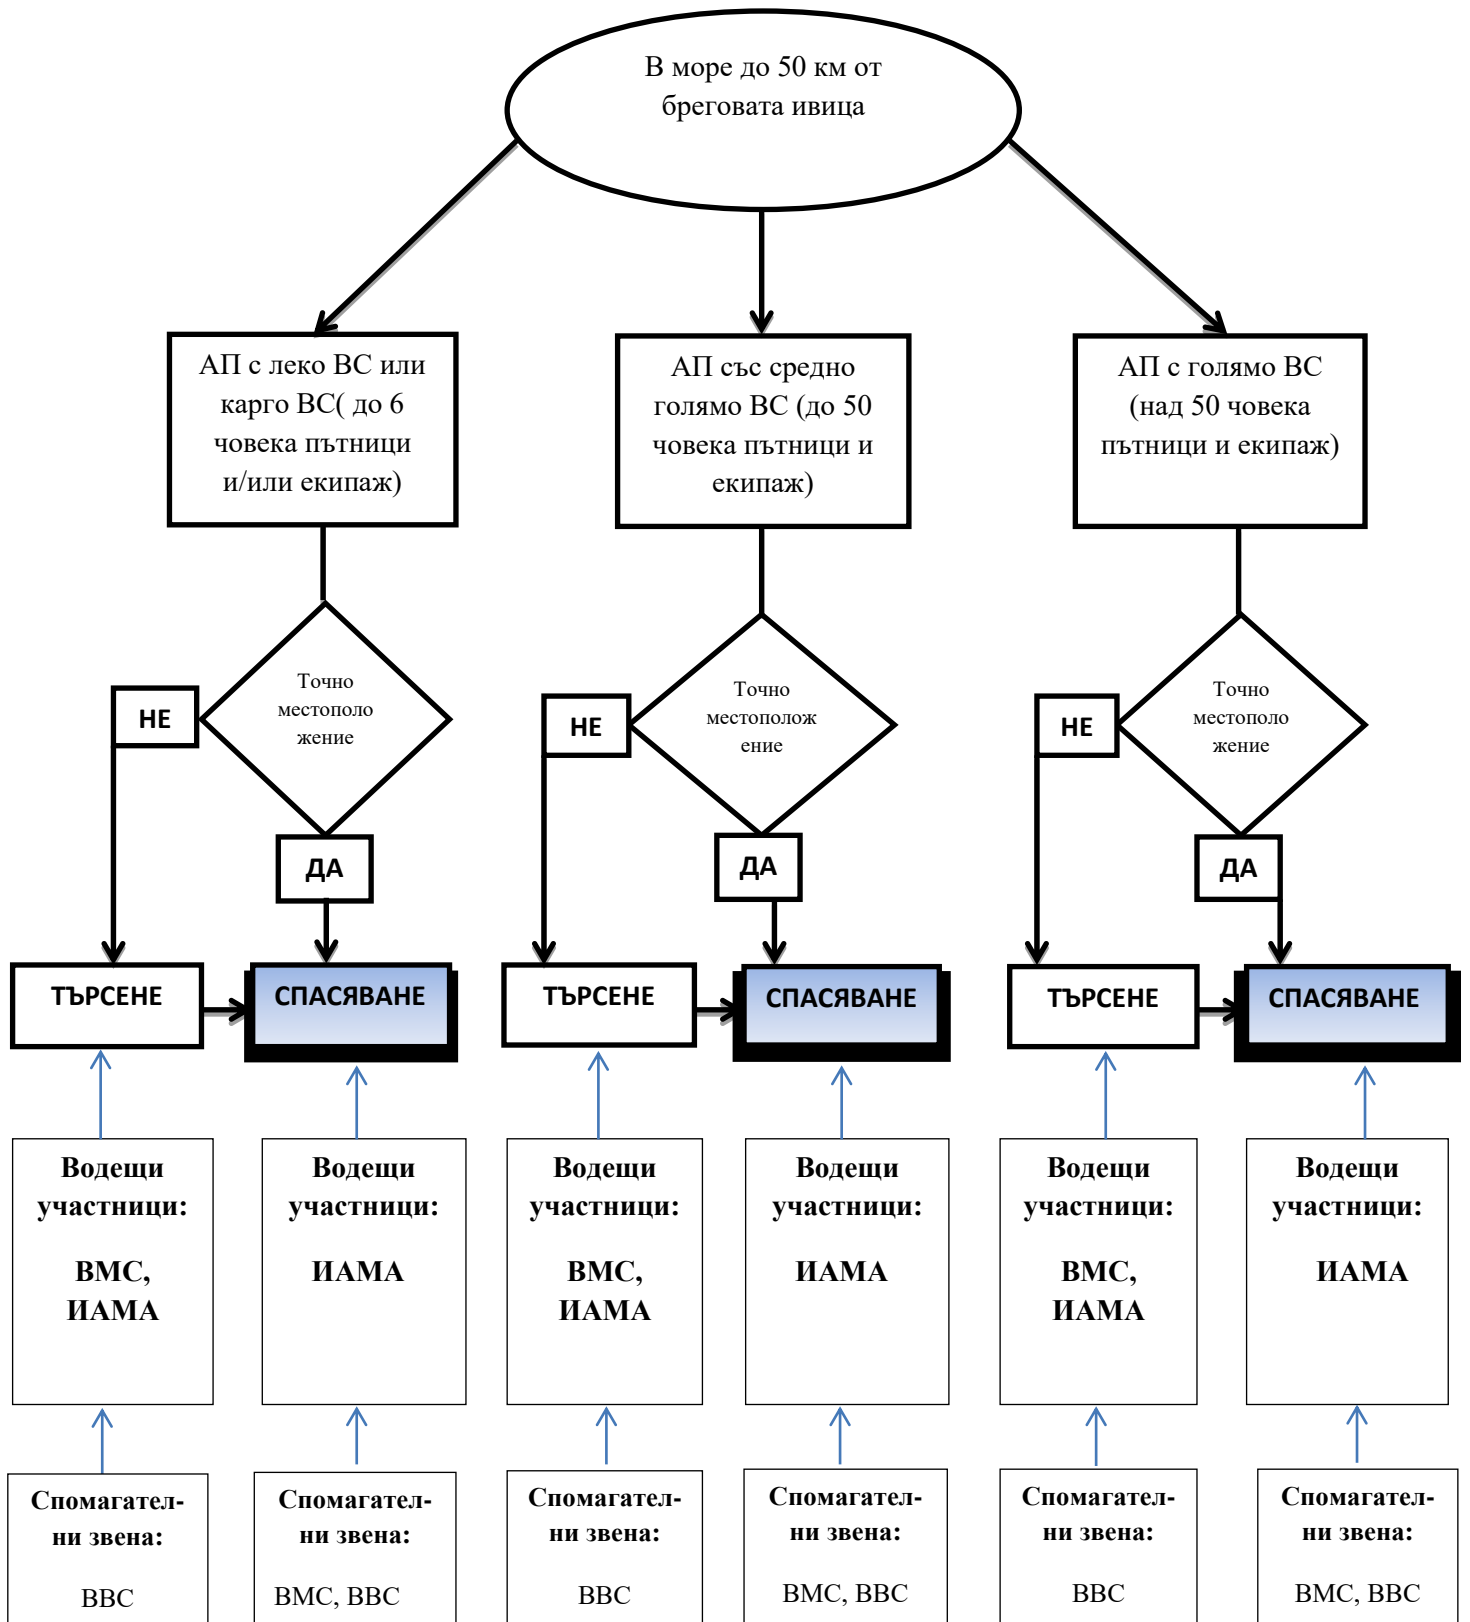 В море до 50 км от
бреговата ивица
АП с леко ВС или
карго ВС( до 6
човека пътници
и/или екипаж)
АП със средно
голямо ВС (до 50
човека пътници и
екипаж)
АП с голямо ВС
(над 50 човека
пътници и екипаж)
Точно
местополо
жение
НЕ
ДА
Точно
местополож
ение
НЕ
ДА
Точно
местополо
жение
НЕ
ДА
ТЪРСЕНЕ
СПАСЯВАНЕ
ТЪРСЕНЕ
СПАСЯВАНЕ
ТЪРСЕНЕ
СПАСЯВАНЕ
Водещи
участници:
ВМС,
ИАМА
Водещи
участници:
ИАМА
Водещи
участници:
ВМС,
ИАМА
Водещи
участници:
ИАМА
Водещи
участници:
ВМС,
ИАМА
Водещи
участници:
ИАМА
Спомагател-
ни звена:
ВВС
Спомагател-
ни звена:
ВМС, ВВС
Спомагател-
ни звена:
ВВС
Спомагател-
ни звена:
ВМС, ВВС
Спомагател-
ни звена:
ВВС
Спомагател-
ни звена:
ВМС, ВВС